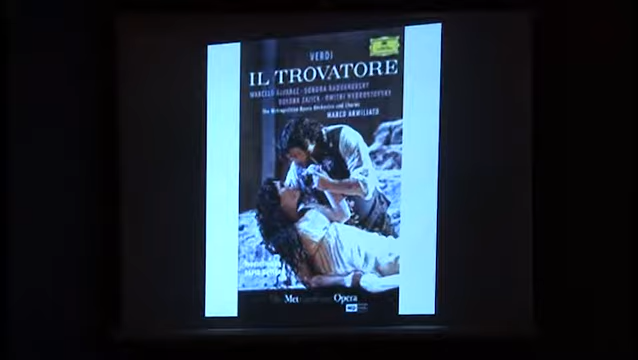 VERDI
IL TROVATORE
MARCELO ÁLVAREZ · SONDRA RADVANOVSKY
DOLORA ZAJICK · DMITRI HVOROSTOVSKY
The Metropolitan Opera Orchestra and Chorus
MARCO ARMILIATO
Met Opera